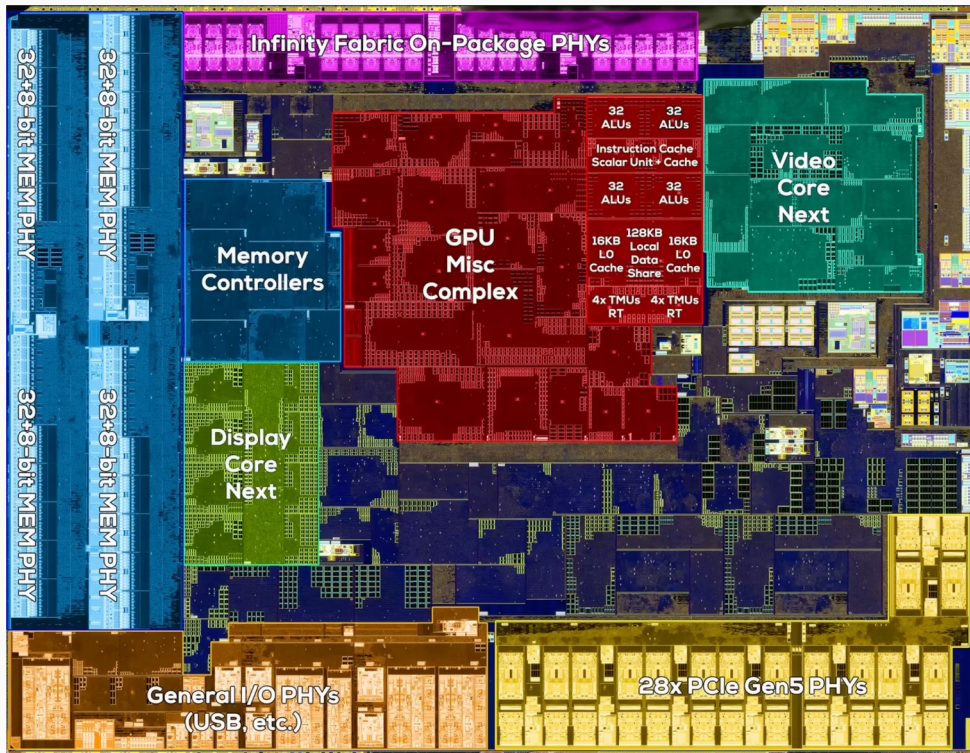 Infinity Fabric On-Package PHYs
32+8-bit MEM PHY
32+8-bit MEM PHY
32+8-bit MEM PHY
32+8-bit MEM PHY
32
ALUs
32
ALUs
Instruction Cache
Scalar Unit + Cache
32
ALUs
32
ALUs
16KB
L0
Cache
128KB
Local
Data
Share
16KB
L0
Cache
4x TMUs
RT
4x TMUs
RT
Video
Core
Next
GPU
Misc
Complex
Memory
Controllers
Display
Core
Next
General I/O PHYs
(USB, etc.)
28x PCIe Gen5 PHYs